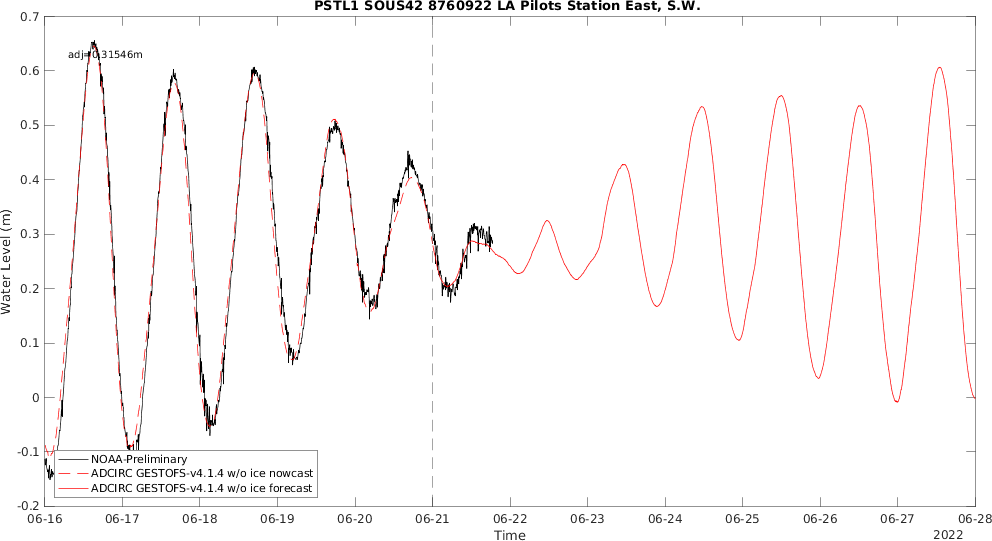 PSTL1 SOUS42 8760922 LA Pilots Station East, S.W.
0.7
0.6
0.5
0.4
0.3
0.2
0.1
0
-0.1
-0.2
Water Level (m)
adj=0.31546m
NOAA-Preliminary
ADCIRC GESTOFS-v4.1.4 w/o ice nowcast
ADCIRC GESTOFS-v4.1.4 w/o ice forecast
06-16 06-17 06-18 06-19 06-20 06-21 06-22 06-23 06-24 06-25 06-26 06-27 06-28
Time
2022